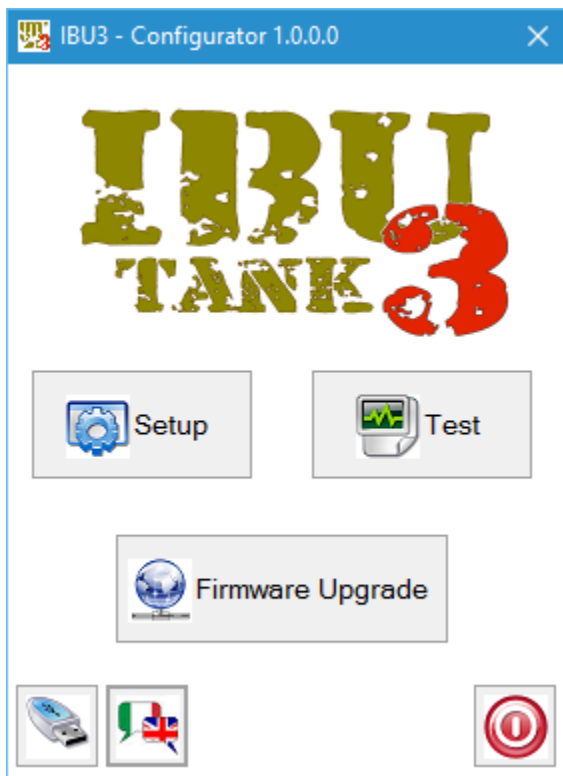 IBU3 - Configurator 1.0.0.0
IBU
TANK 3
Setup
Test
Firmware Upgrade